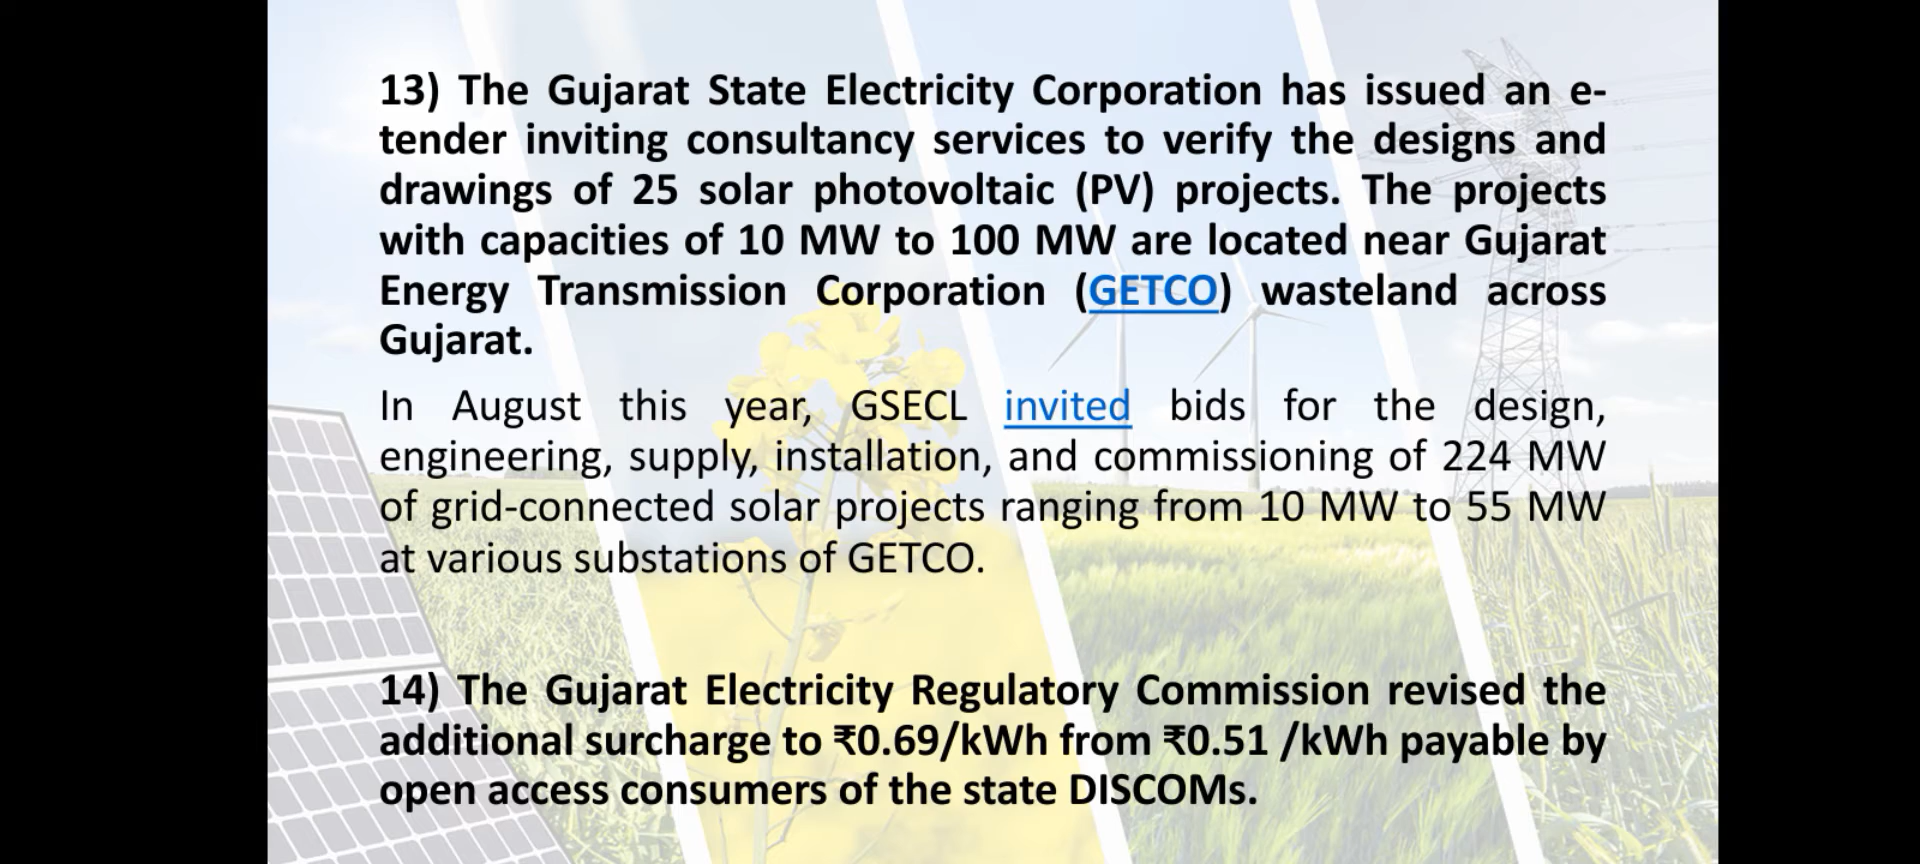 13) The Gujarat State Electricity Corporation has issued an e-
tender inviting consultancy services to verify the designs and
drawings of 25 solar photovoltaic (PV) projects. The projects
with capacities of 10 MW to 100 MW are located near Gujarat
Energy Transmission Corporation (GETCO) wasteland across
Gujarat.
In August this year, GSECL invited bids for the design,
engineering, supply, installation, and commissioning of 224 MW
of grid-connected solar projects ranging from 10 MW to 55 MW
at various substations of GETCO.
14) The Gujarat Electricity Regulatory Commission revised the
additional surcharge to ₹0.69/kWh from ₹0.51 /kWh payable by
open access consumers of the state DISCOMs.